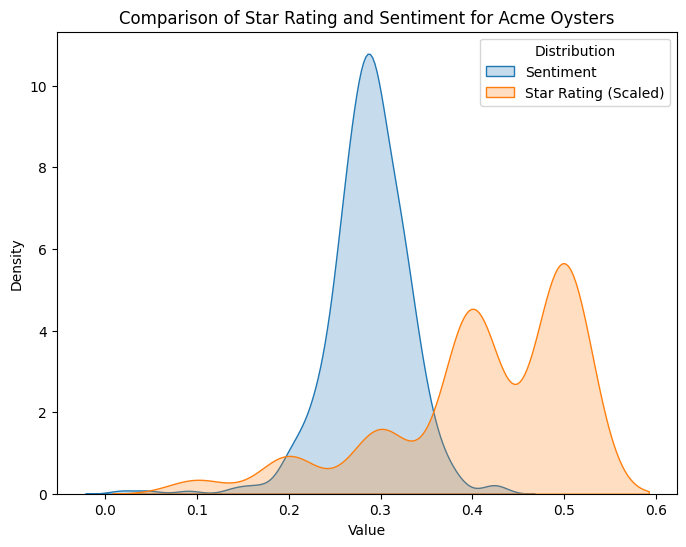 Comparison of Star Rating and Sentiment for Acme Oysters
Distribution
Sentiment
Star Rating (Scaled)
10
8
6
4
2
0
Density
0.0 0.1 0.2 0.3 0.4 0.5 0.6
Value